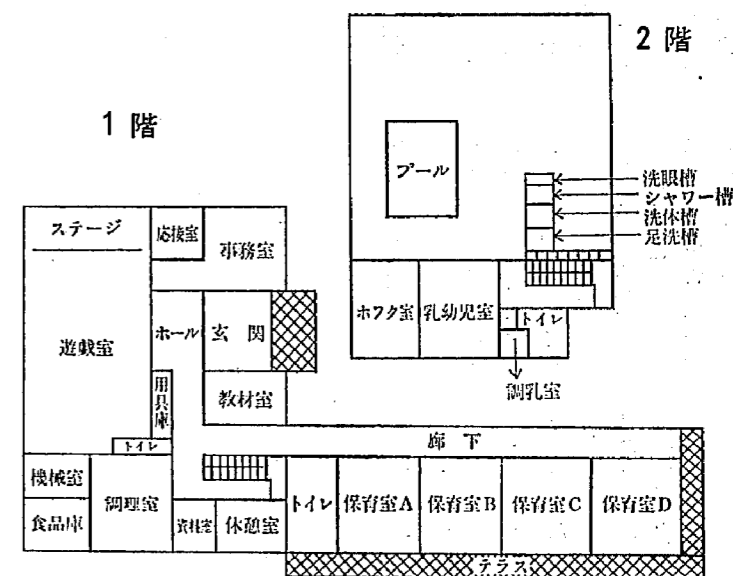 2階
1階
プール
洗眼槽
シャワー槽
洗体槽
足洗槽
ステージ
応接室
事務室
ホフク室
乳幼児室
トイレ
調乳室
遊戯室
ホール
玄関
用具庫
教材室
トイレ
廊下
機械室
調理室
食品庫
資料室
休憩室
トイレ
保育室A
保育室B
保育室C
保育室D
テラス